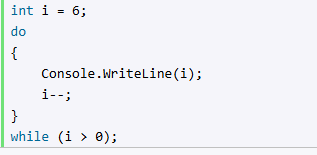 int i = 6;
do
{
    Console.WriteLine(i);
    i--;
}
while (i > 0);